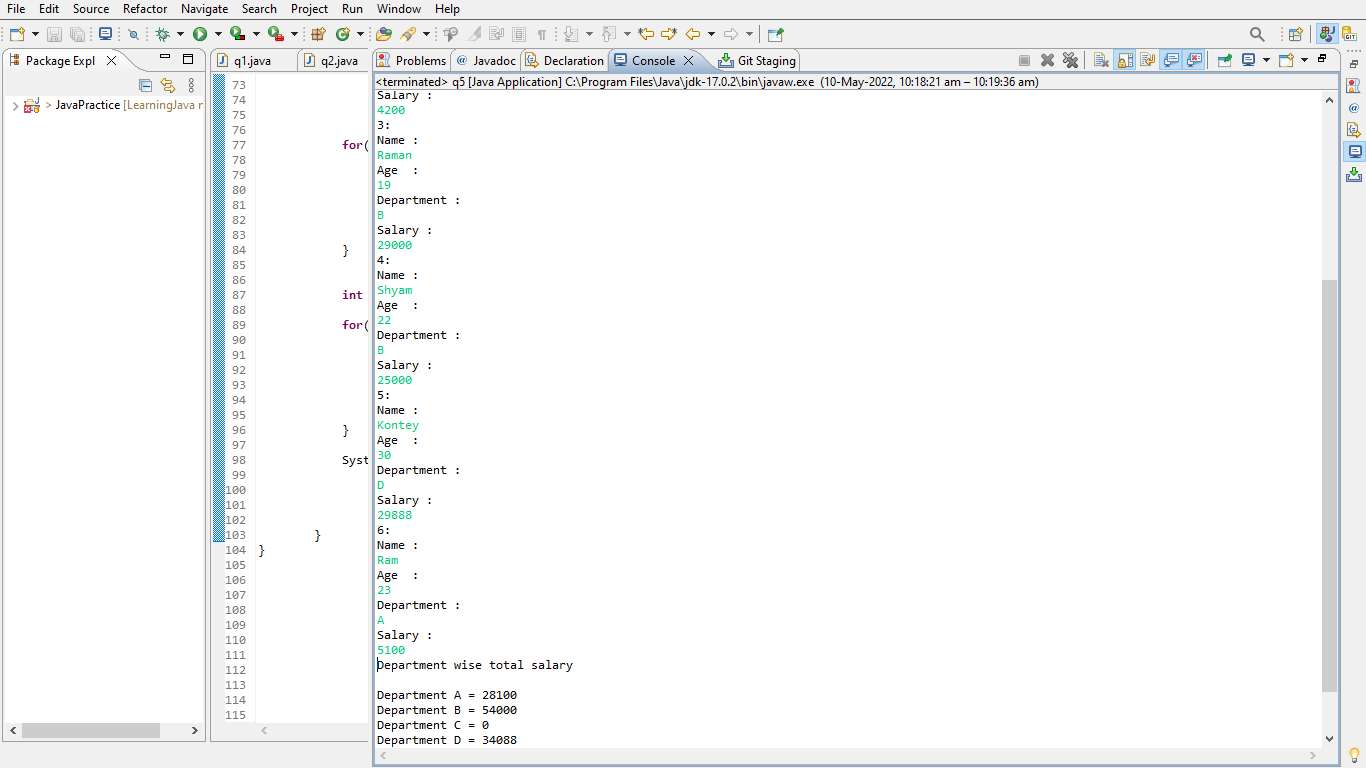 File Edit Source Refactor Navigate Search Project Run Window Help
Package Expl
q1.java q2.java
Problems Javadoc Declaration Console Git Staging
<terminated> q5 [Java Application] C:\Program Files\Java\jdk-17.0.2\bin\javaw.exe (10-May-2022, 10:18:21 am – 10:19:36 am)
> JavaPractice [LearningJava r
73
74
75
76
77 for(
78
79
80
81
82
83
84 }
85
86
87 int
88
89 for(
90
91
92
93
94
95
96 }
97
98 Syst
99
100
101
102
103 }
104 }
105
106
107
108
109
110
111
112
113
114
115
Salary :
4200
3:
Name :
Raman
Age  :
19
Department :
B
Salary :
29000
4:
Name :
Shyam
Age  :
22
Department :
B
Salary :
25000
5:
Name :
Kontey
Age  :
30
Department :
D
Salary :
29888
6:
Name :
Ram
Age  :
23
Department :
A
Salary :
5100
Department wise total salary
Department A = 28100
Department B = 54000
Department C = 0
Department D = 34088
GIT